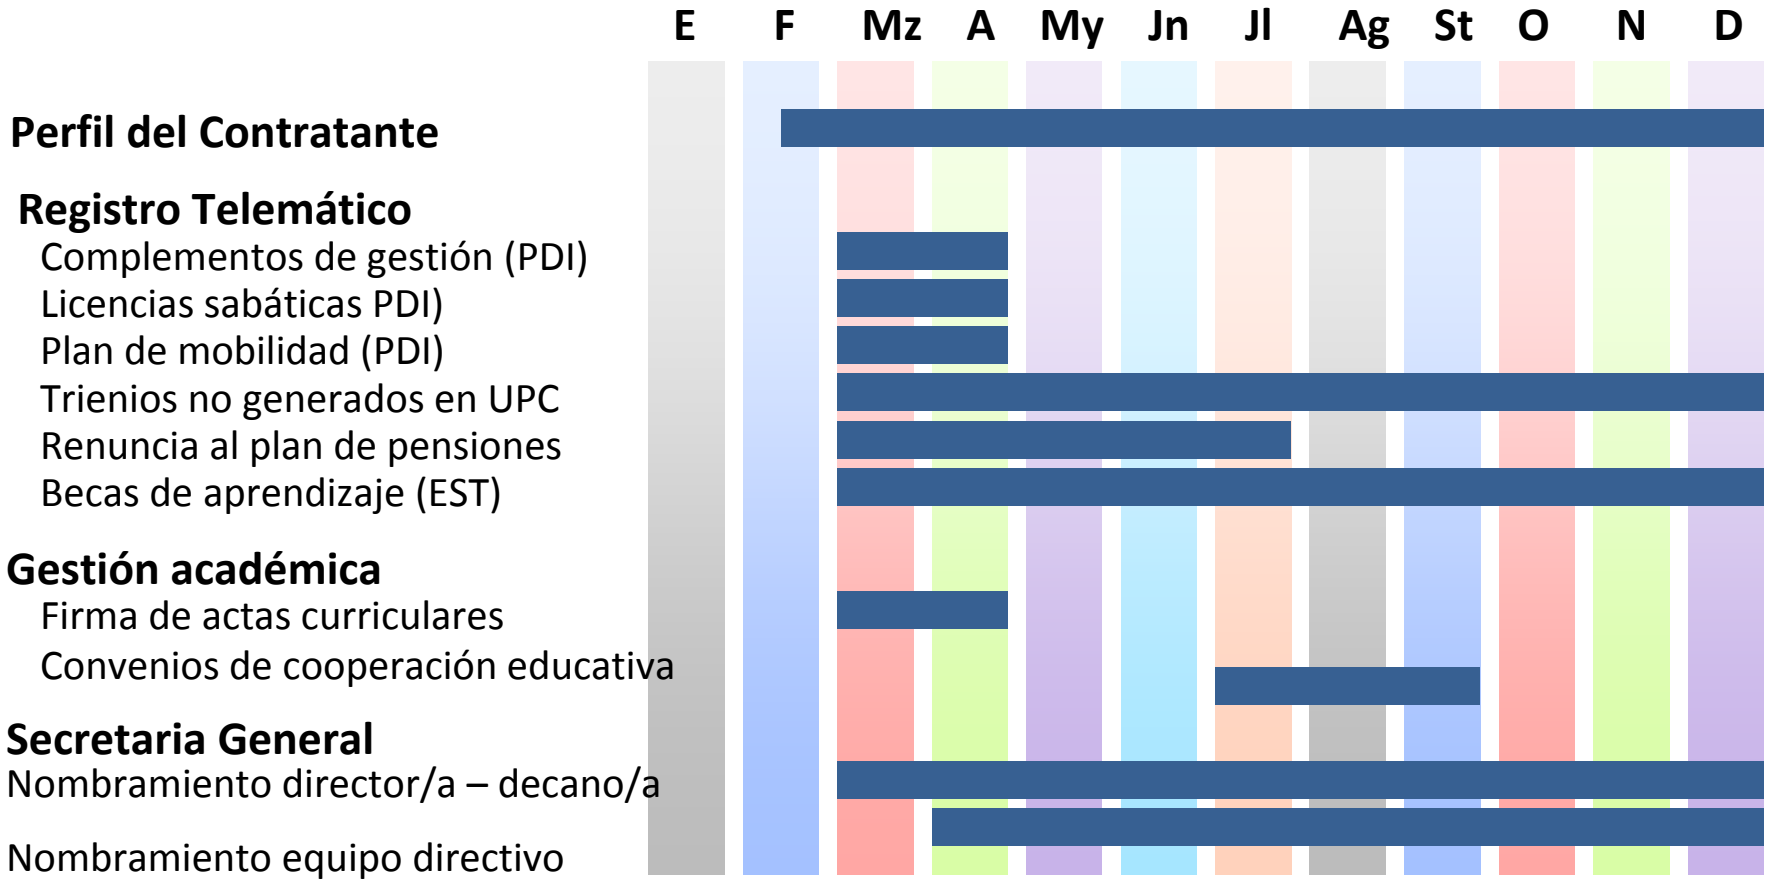 E F Mz A My Jn Jl Ag St O N D
Perfil del Contratante
Registro Telemático
Complementos de gestión (PDI)
Licencias sabáticas PDI)
Plan de mobilidad (PDI)
Trienios no generados en UPC
Renuncia al plan de pensiones
Becas de aprendizaje (EST)
Gestión académica
Firma de actas curriculares
Convenios de cooperación educativa
Secretaria General
Nombramiento director/a – decano/a
Nombramiento equipo directivo